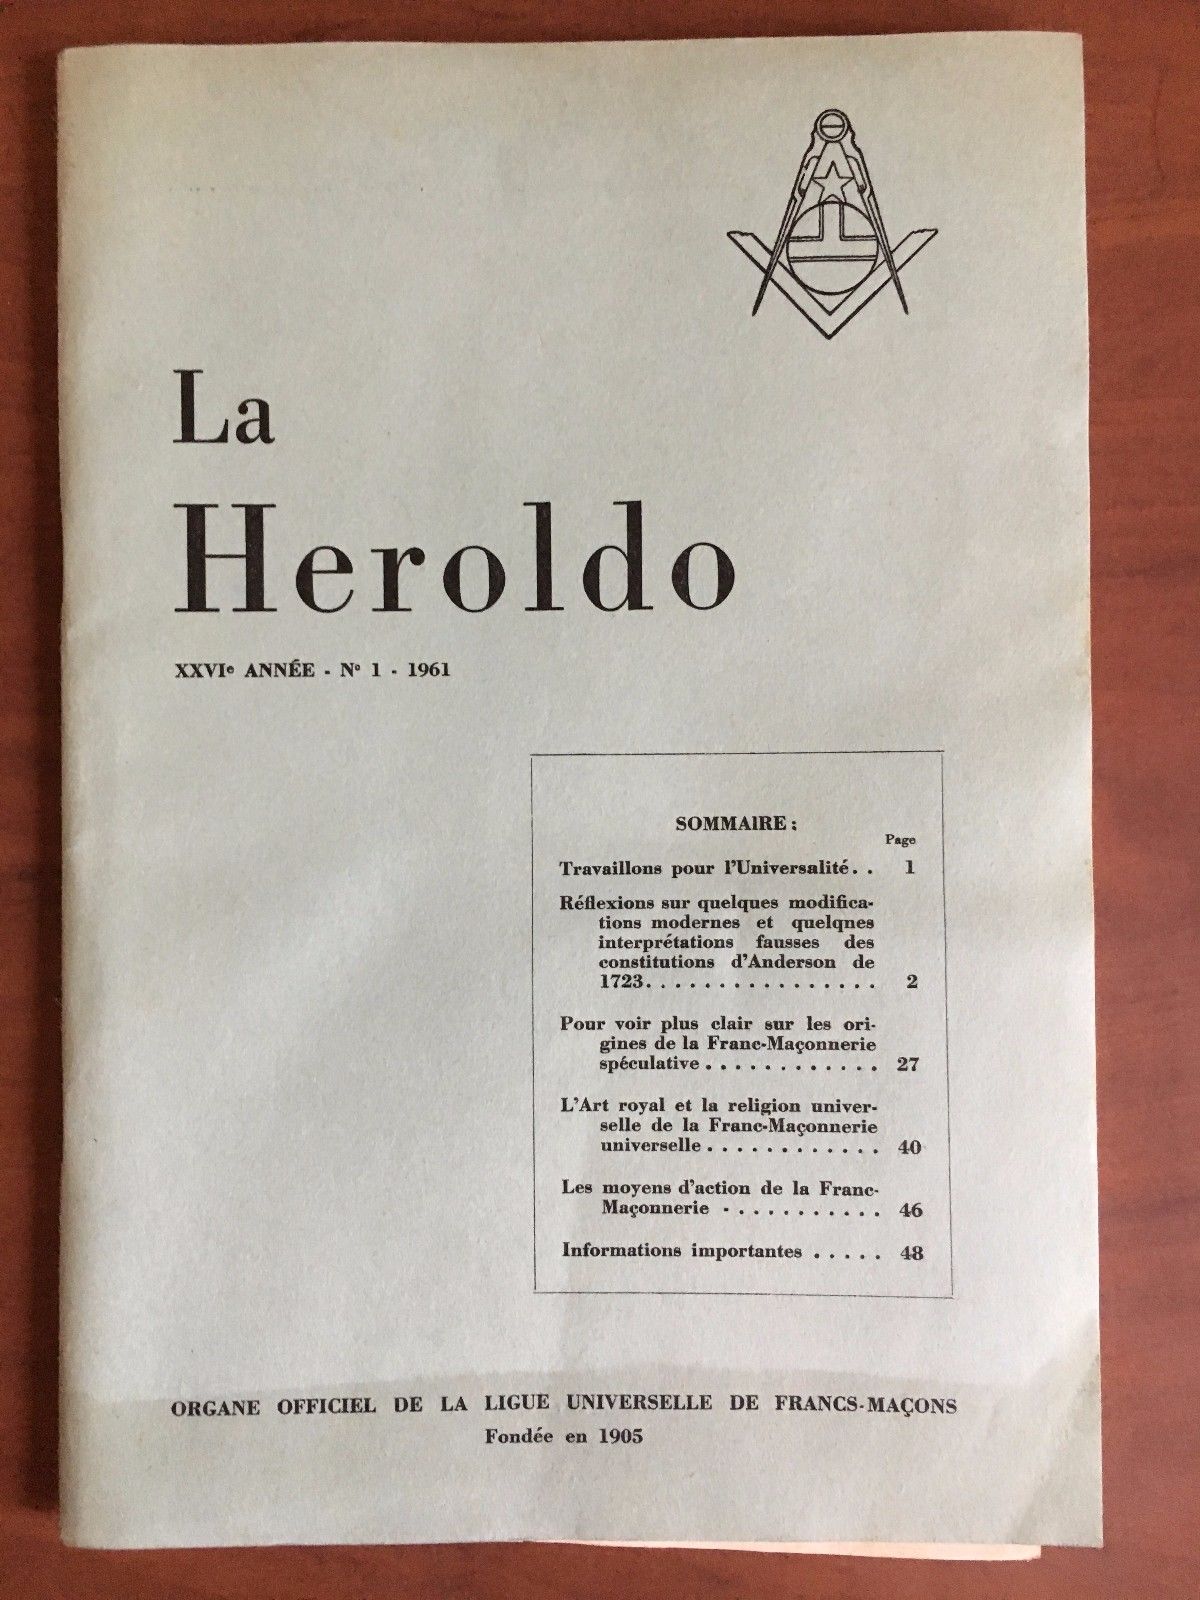 La
Heroldo
XXVIe ANNÉE - No 1 - 1961
SOMMAIRE :
Page
Travaillons pour l'Universalité. . 1
Réflexions sur quelques modifica-
tions modernes et quelqnes
interprétations fausses des
constitutions d'Anderson de
1723. . . . . . . . . . . . . . . . 2
Pour voir plus clair sur les ori-
gines de la Franc-Maçonnerie
spéculative . . . . . . . . . . . . 27
L'Art royal et la religion univer-
selle de la Franc-Maçonnerie
universelle . . . . . . . . . . . . 40
Les moyens d'action de la Franc-
Maçonnerie - . . . . . . . . . . . 46
Informations importantes . . . . . 48
ORGANE OFFICIEL DE LA LIGUE UNIVERSELLE DE FRANCS-MAÇONS
Fondée en 1905